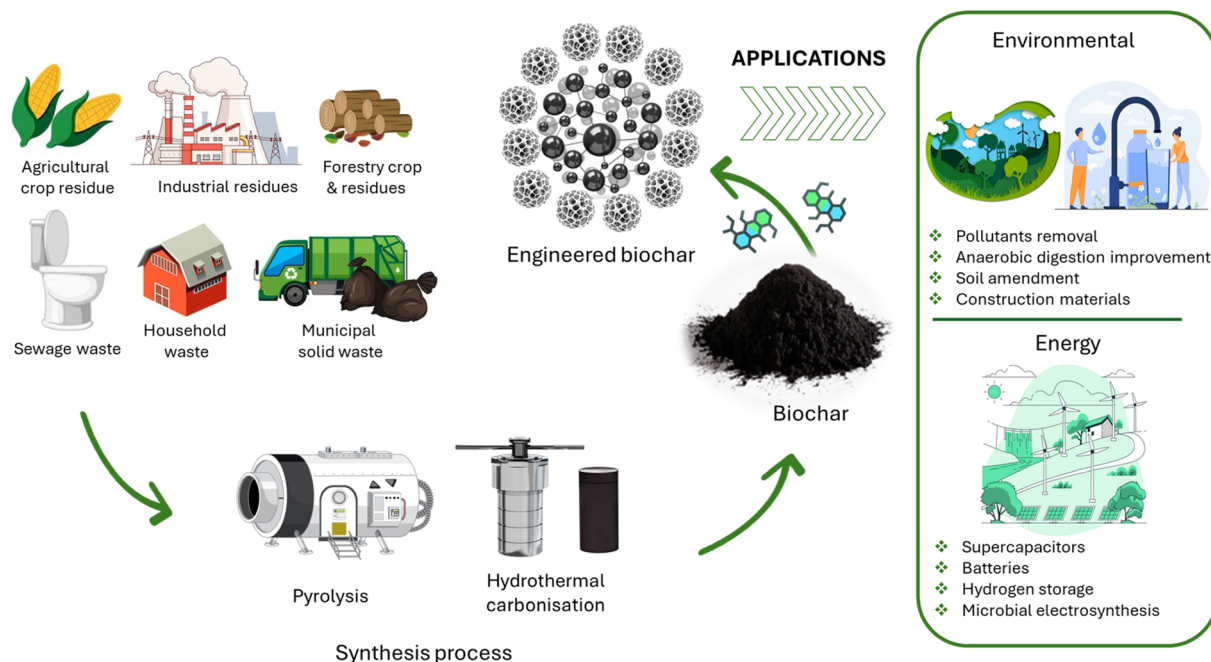 Agricultural
crop residue
Industrial residues
Forestry crop
& residues
Sewage waste
Household
waste
Municipal
solid waste
Pyrolysis
Hydrothermal
carbonisation
Synthesis process
Biochar
Engineered biochar
APPLICATIONS
Environmental
Pollutants removal
Anaerobic digestion improvement
Soil amendment
Construction materials
Energy
Supercapacitors
Batteries
Hydrogen storage
Microbial electrosynthesis